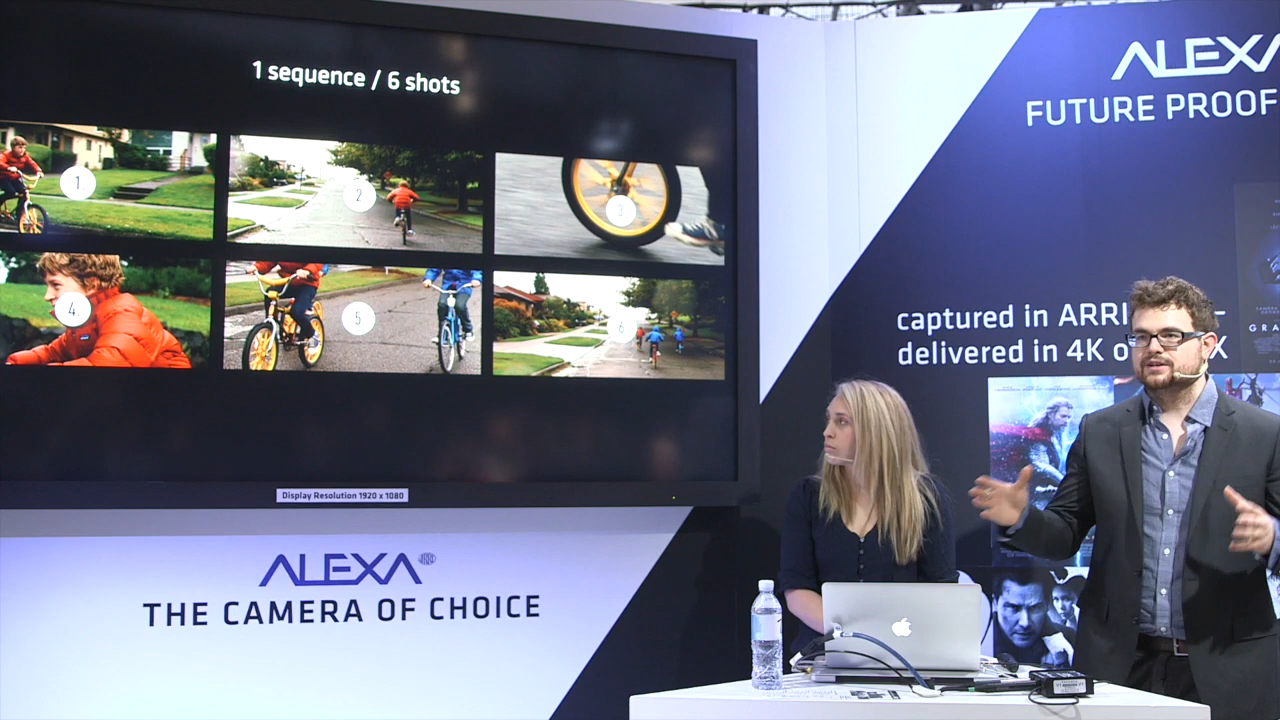 1 sequence / 6 shots
1
2
3
4
5
6
Display Resolution 1920 x 1080
ALEXA
THE CAMERA OF CHOICE
ALEXA
FUTURE PROOF
captured in ARRI
delivered in 4K